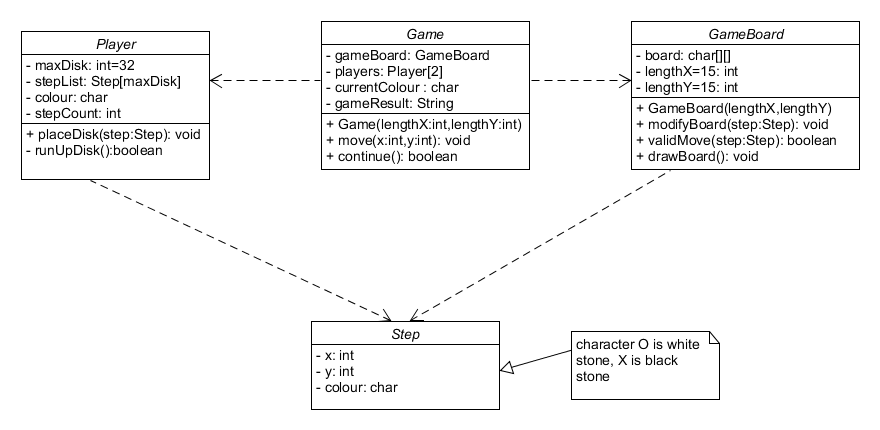 Player
- maxDisk: int=32
- stepList: Step[maxDisk]
- colour: char
- stepCount: int
+ placeDisk(step:Step): void
- runUpDisk():boolean
Game
- gameBoard: GameBoard
- players: Player[2]
- currentColour : char
- gameResult: String
+ Game(lengthX:int,lengthY:int)
+ move(x:int,y:int): void
+ continue(): boolean
GameBoard
- board: char[][]
- lengthX=15: int
- lengthY=15: int
+ GameBoard(lengthX,lengthY)
+ modifyBoard(step:Step): void
+ validMove(step:Step): boolean
+ drawBoard(): void
Step
- x: int
- y: int
- colour: char
character O is white
stone, X is black
stone